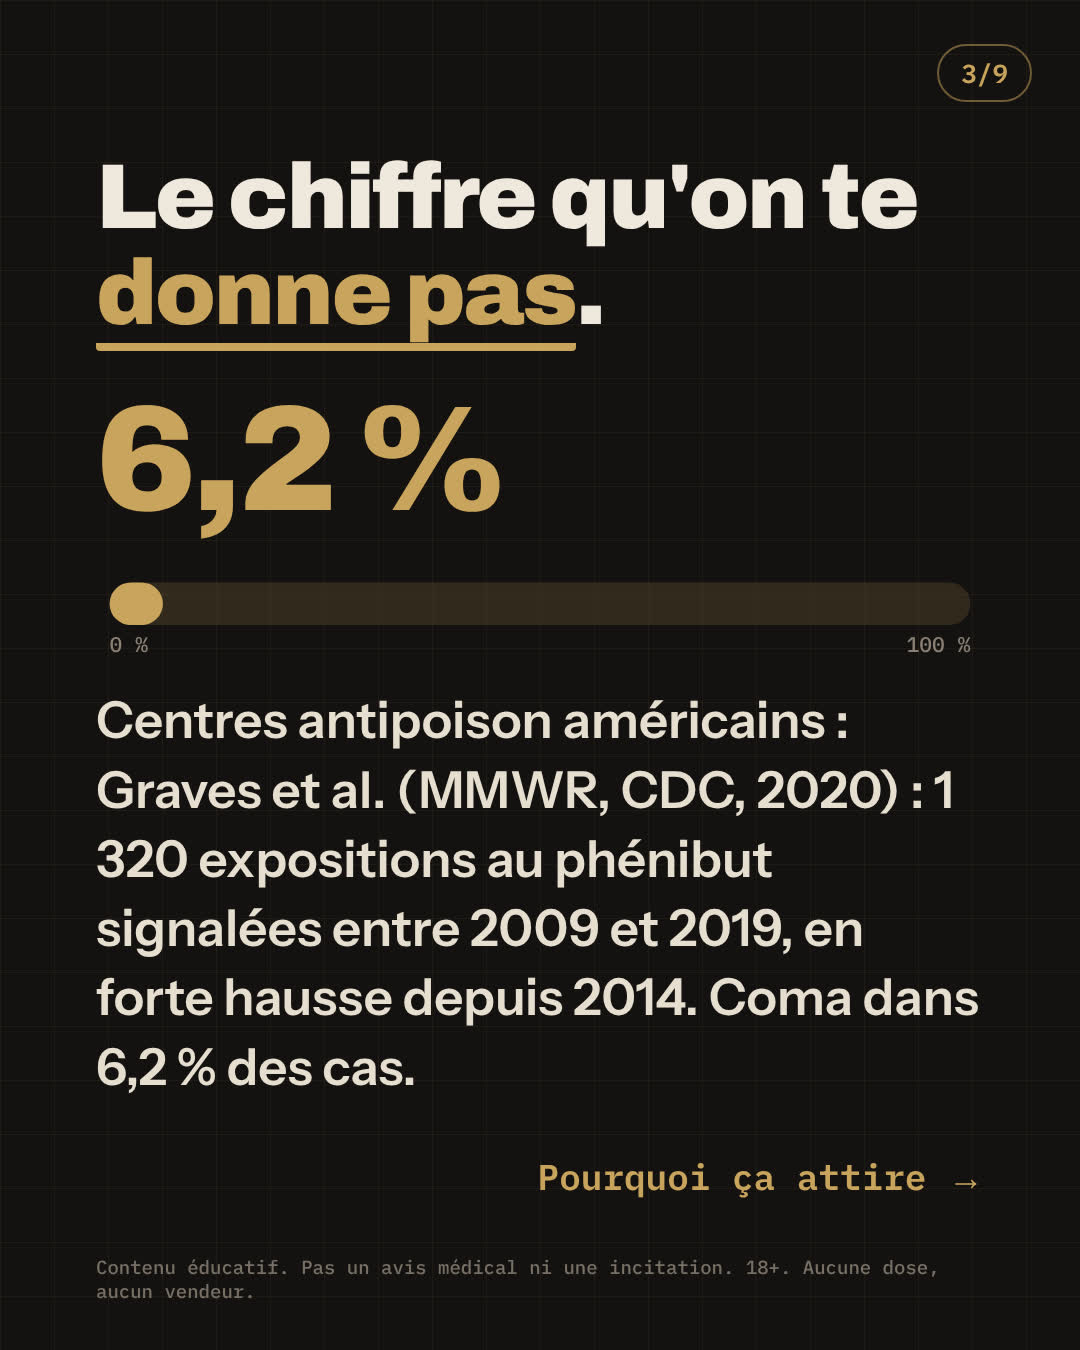 3/9
Le chiffre qu'on te
donne pas.
6,2 %
0 %
100 %
Centres antipoison américains :
Graves et al. (MMWR, CDC, 2020) : 1
320 expositions au phénibut
signalées entre 2009 et 2019, en
forte hausse depuis 2014. Coma dans
6,2 % des cas.
Pourquoi ça attire →
Contenu éducatif. Pas un avis médical ni une incitation. 18+. Aucune dose,
aucun vendeur.